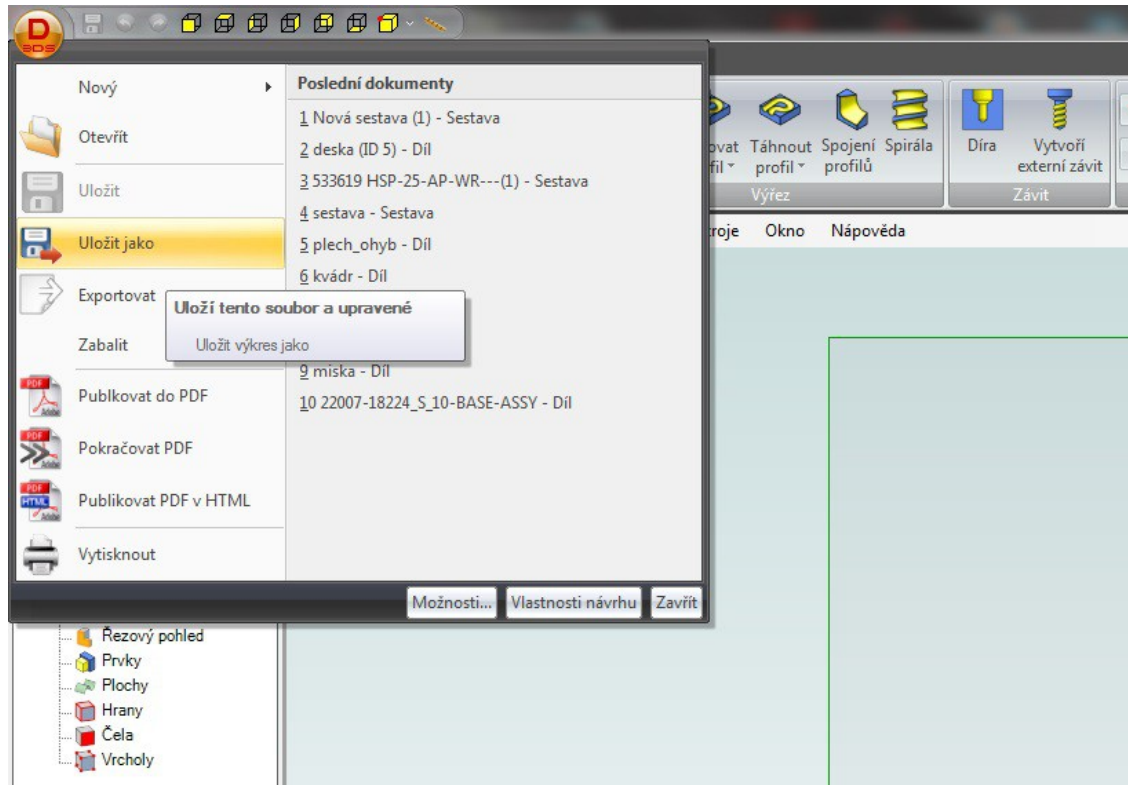 D
3DS
Nový
Otevřít
Uložit
Uložit jako
Exportovat
Zabalit
Publkovat do PDF
Pokračovat PDF
Publikovat PDF v HTML
Vytisknout
Poslední dokumenty
1 Nová sestava (1) - Sestava
2 deska (ID 5) - Díl
3 533619 HSP-25-AP-WR---(1) - Sestava
4 sestava - Sestava
5 plech_ohyb - Díl
6 kvádr - Díl
9 miska - Díl
10 22007-18224_S_10-BASE-ASSY - Díl
Uloží tento soubor a upravené
Uložit výkres jako
Možnosti...
Vlastnosti návrhu
Zavřít
Táhnout
profil
Spojení
profilů
Spirála
Výřez
Díra
Vytvoří
externí závit
Závit
Okno
Nápověda
Řezový pohled
Prvky
Plochy
Hrany
Čela
Vrcholy